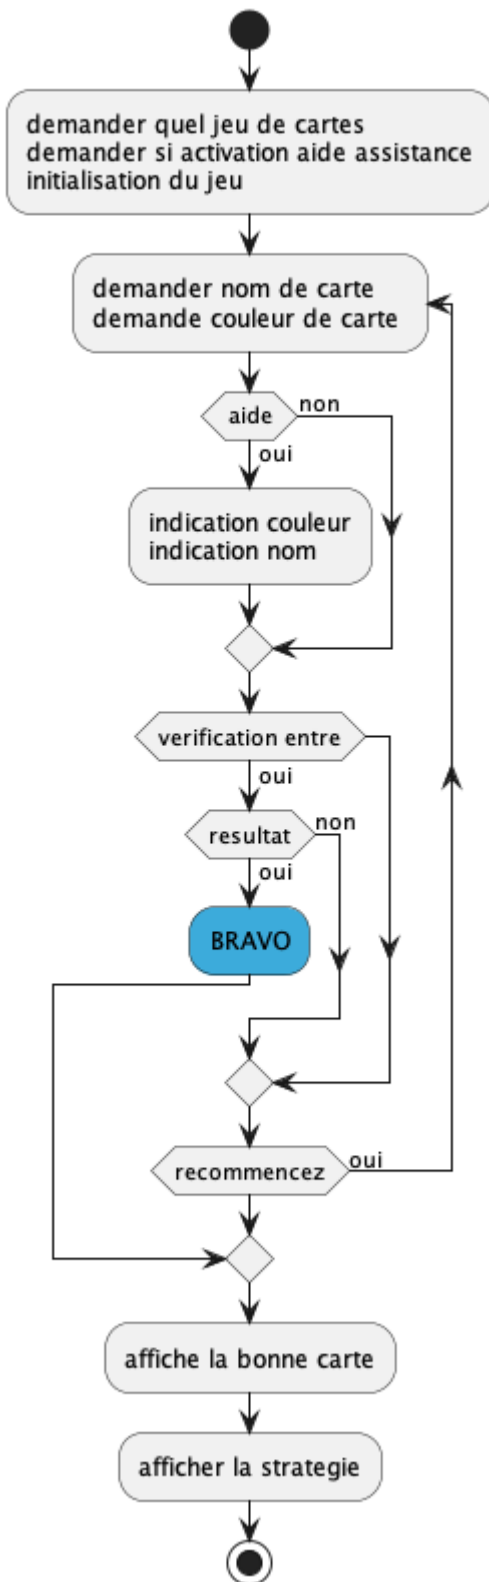 demander quel jeu de cartes
demander si activation aide assistance
initialisation du jeu
demander nom de carte
demande couleur de carte
aide
non
oui
indication couleur
indication nom
verification entre
oui
resultat
non
oui
BRAVO
recommencez
oui
affiche la bonne carte
afficher la strategie